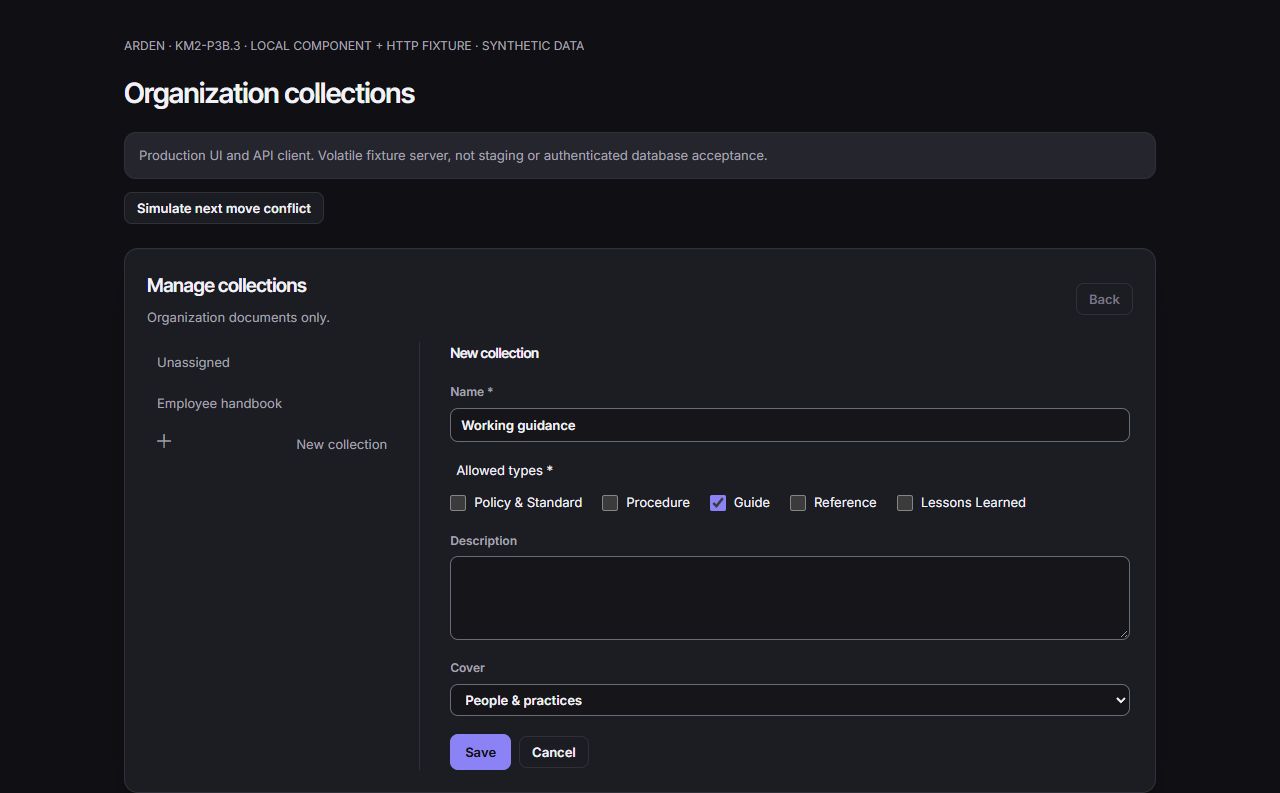 ARDEN · KM2-P3B.3 · LOCAL COMPONENT + HTTP FIXTURE · SYNTHETIC DATA
Organization collections
Production UI and API client. Volatile fixture server, not staging or authenticated database acceptance.
Simulate next move conflict
Manage collections
Organization documents only.
Back
Unassigned
Employee handbook
New collection
New collection
Name *
Working guidance
Allowed types *
Policy & Standard Procedure Guide Reference Lessons Learned
Description
Cover
People & practices
Save Cancel